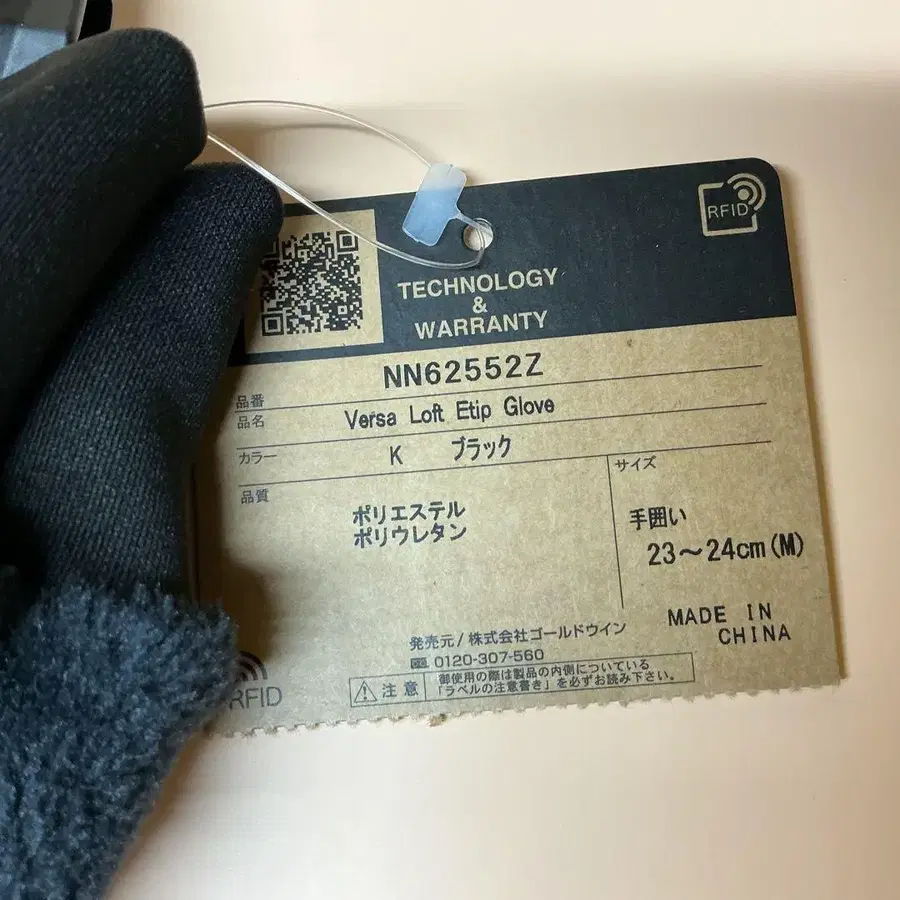 RFID
TECHNOLOGY
&
WARRANTY
品番 NN62552Z
品名 Versa Loft Etip Glove
カラー K ブラック
品質
ポリエステル
ポリウレタン
サイズ
手囲い
23～24cm(M)
MADE IN
CHINA
発売元/株式会社ゴールドウイン
0120-307-560
注意
御使用の際は製品の内側についている
「ラベルの注意書き」を必ずお読み下さい。
RFID